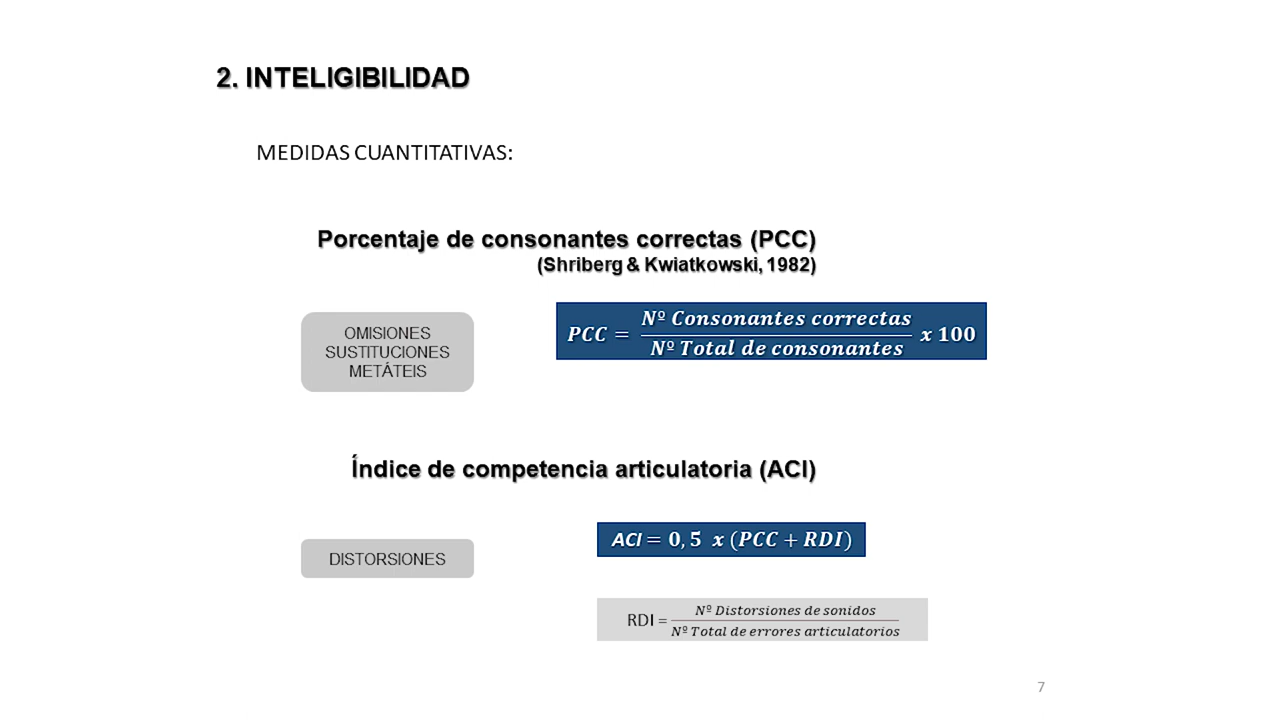 2. INTELIGIBILIDAD
MEDIDAS CUANTITATIVAS:
Porcentaje de consonantes correctas (PCC)
(Shriberg & Kwiatkowski, 1982)
OMISIONES
SUSTITUCIONES
METÁTEIS
PCC = Nº Consonantes correctas / Nº Total de consonantes x 100
Índice de competencia articulatoria (ACI)
DISTORSIONES
ACI = 0,5 x (PCC + RDI)
RDI = Nº Distorsiones de sonidos / Nº Total de errores articulatorios
7